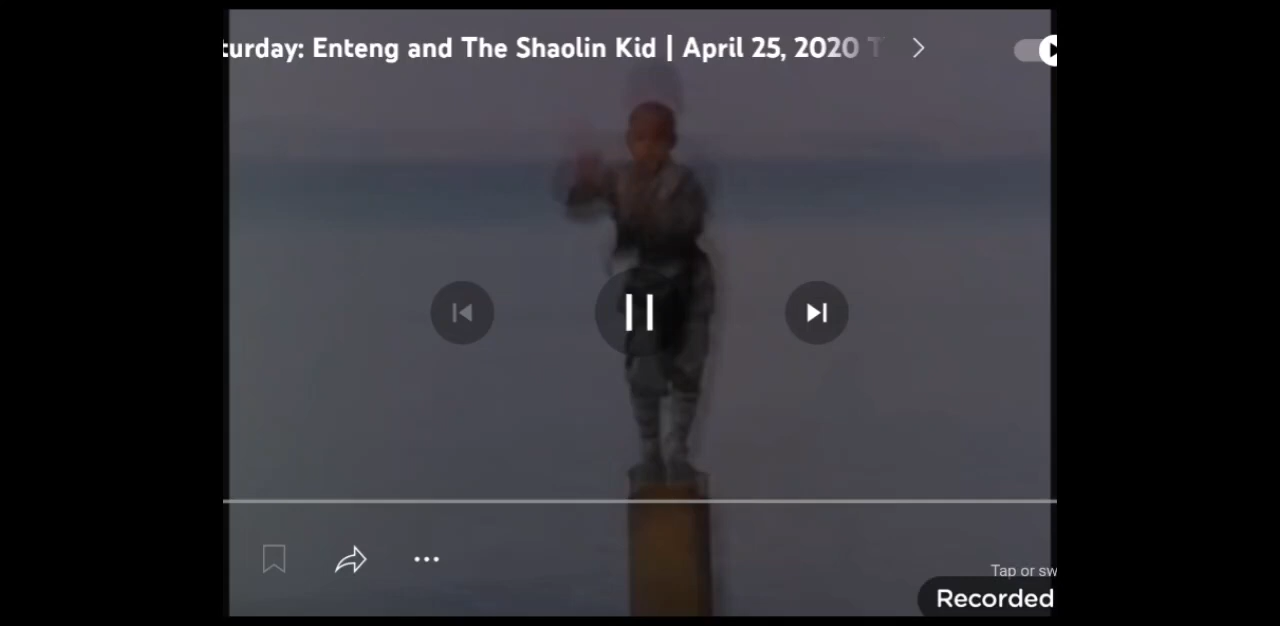 turday: Enteng and The Shaolin Kid | April 25, 2020 T
Tap or sw
Recorded